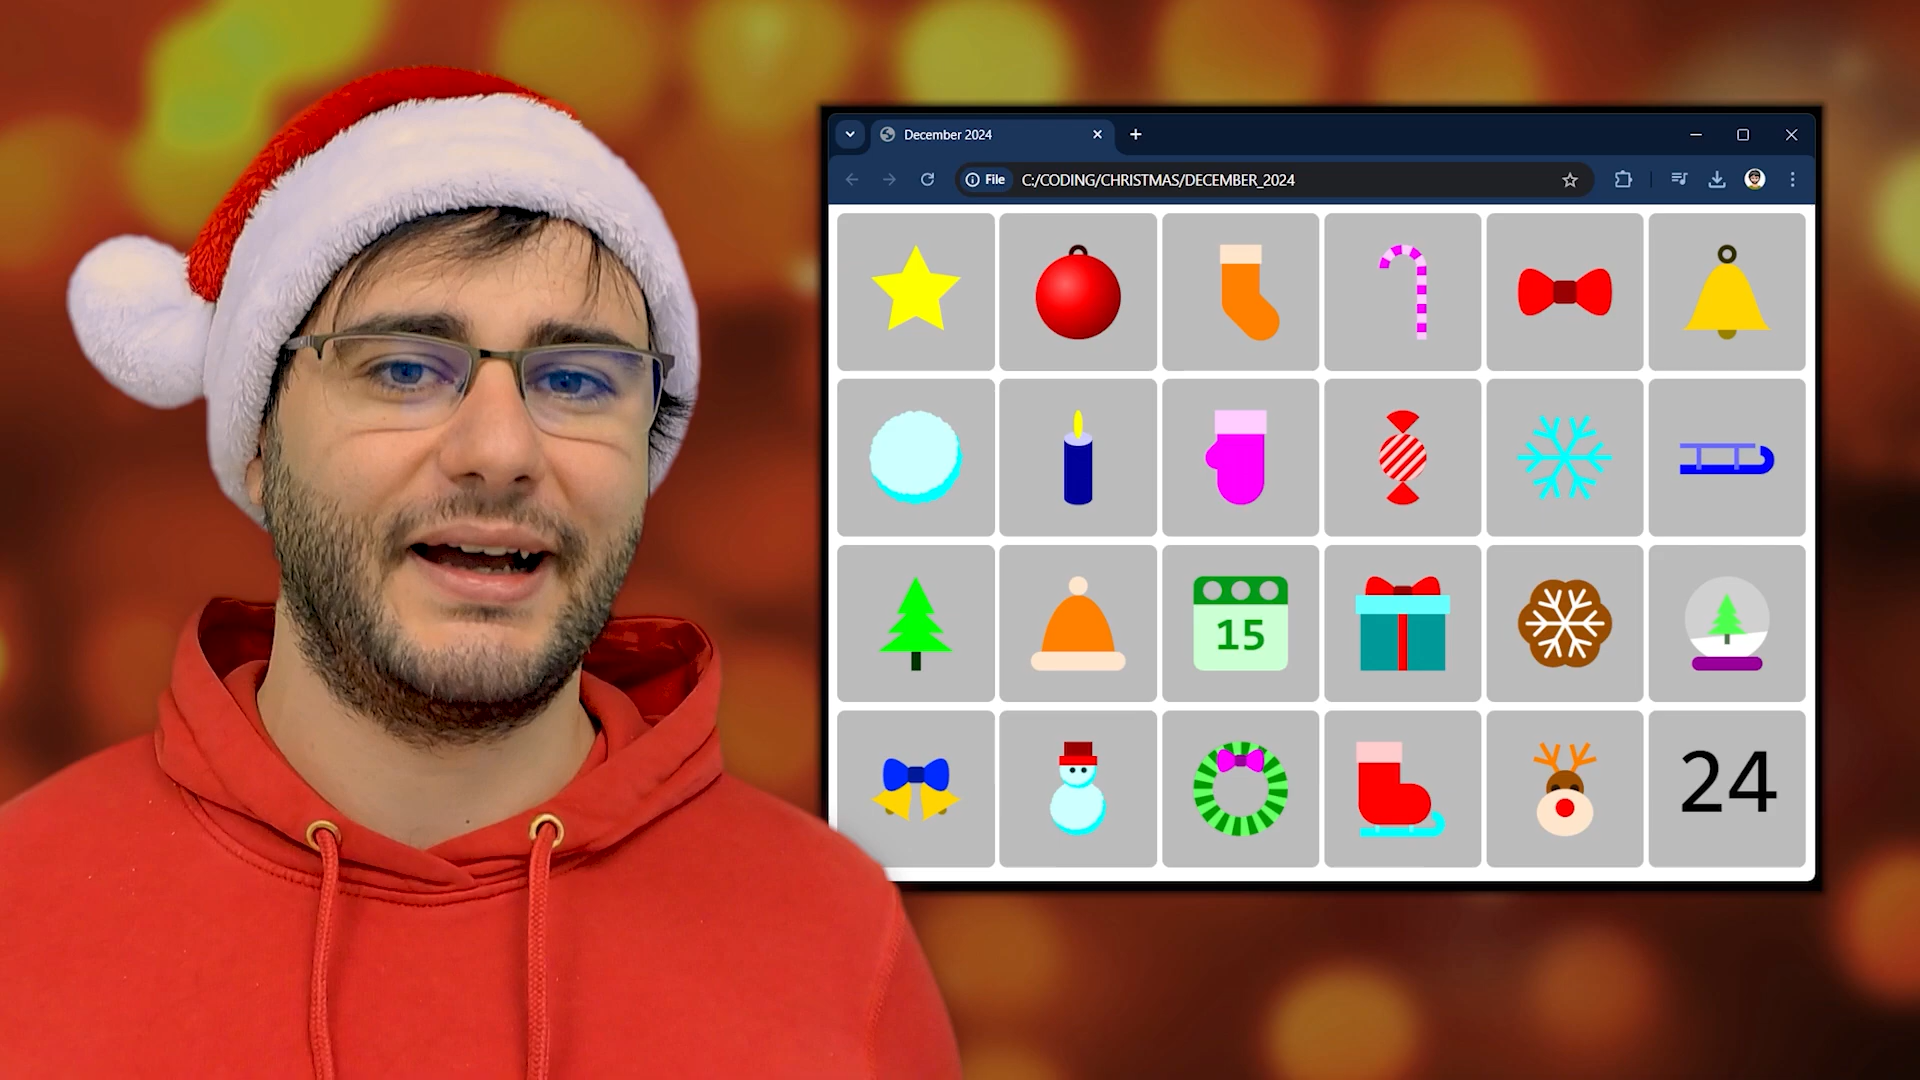 December 2024
File
C:/CODING/CHRISTMAS/DECEMBER_2024
15
24